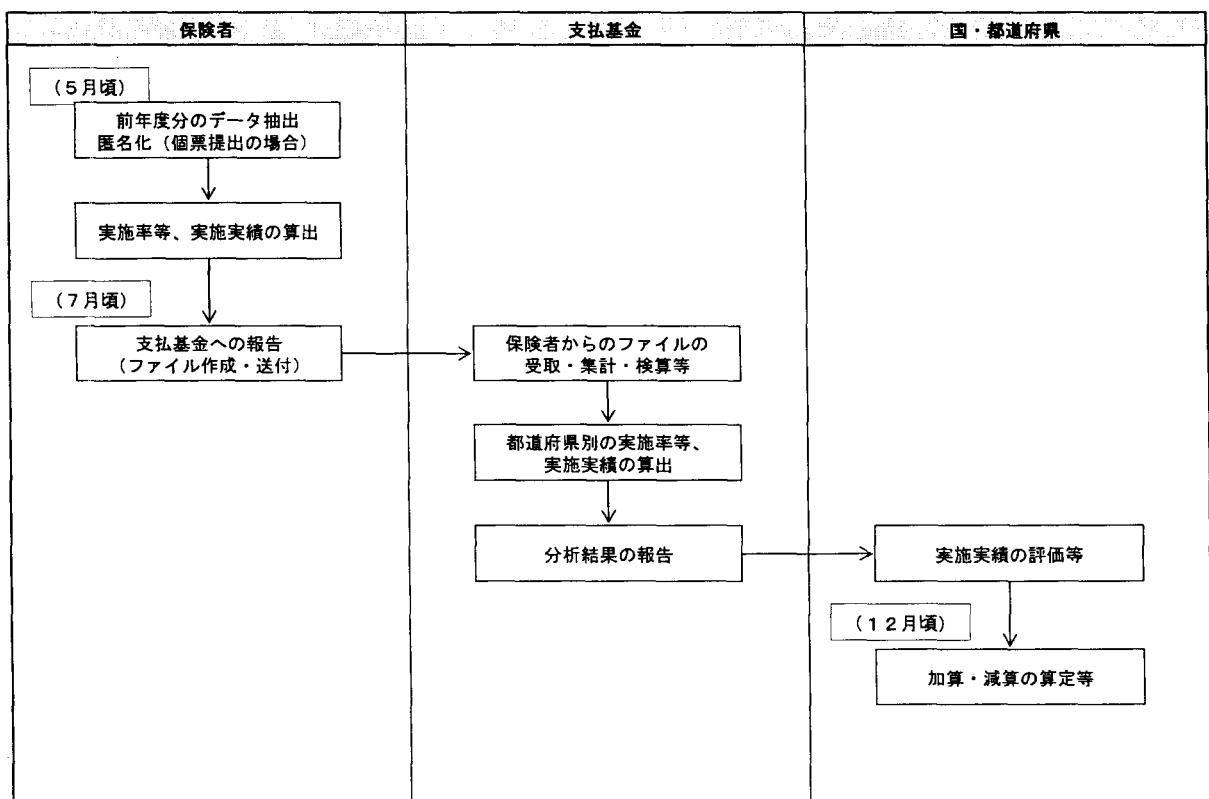 保険者
支払基金
国・都道府県
(5月頃)
前年度分のデータ抽出
匿名化(個票提出の場合)
実施率等、実施実績の算出
(7月頃)
支払基金への報告
(ファイル作成・送付)
保険者からのファイルの
受取・集計・検算等
都道府県別の実施率等、
実施実績の算出
分析結果の報告
実施実績の評価等
(12月頃)
加算・減算の算定等